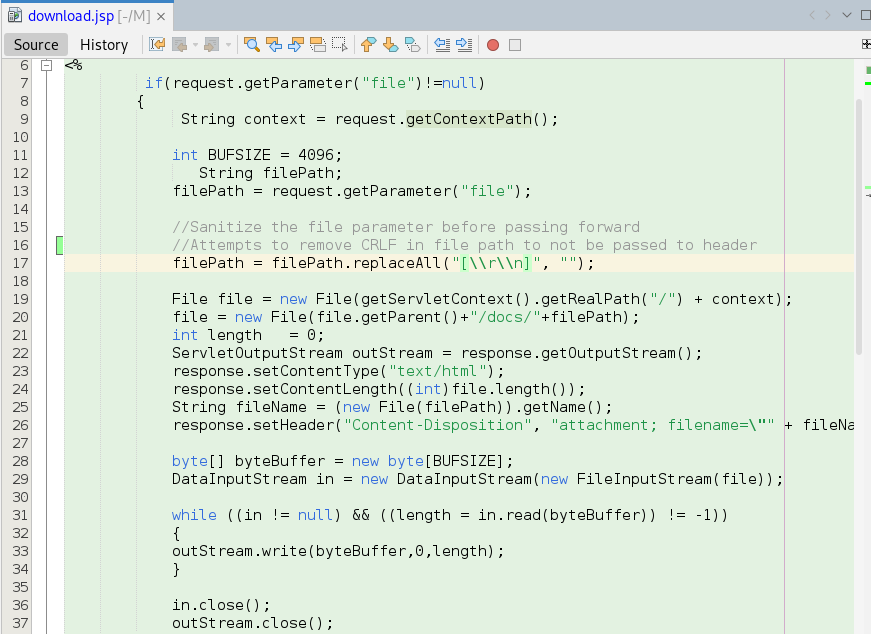 download.jsp [-/M]
Source History
6 <%
7 if(request.getParameter("file")!=null)
8 {
9 String context = request.getContextPath();
10
11 int BUFSIZE = 4096;
12 String filePath;
13 filePath = request.getParameter("file");
14
15 //Sanitize the file parameter before passing forward
16 //Attempts to remove CRLF in file path to not be passed to header
17 filePath = filePath.replaceAll("[\\r\\n]", "");
18
19 File file = new File(getServletContext().getRealPath("/") + context);
20 file = new File(file.getParent()+"/docs/"+filePath);
21 int length   = 0;
22 ServletOutputStream outStream = response.getOutputStream();
23 response.setContentType("text/html");
24 response.setContentLength((int)file.length());
25 String fileName = (new File(filePath)).getName();
26 response.setHeader("Content-Disposition", "attachment; filename=\"" + fileNa
27
28 byte[] byteBuffer = new byte[BUFSIZE];
29 DataInputStream in = new DataInputStream(new FileInputStream(file));
30
31 while ((in != null) && ((length = in.read(byteBuffer)) != -1))
32 {
33 outStream.write(byteBuffer,0,length);
34 }
35
36 in.close();
37 outStream.close();